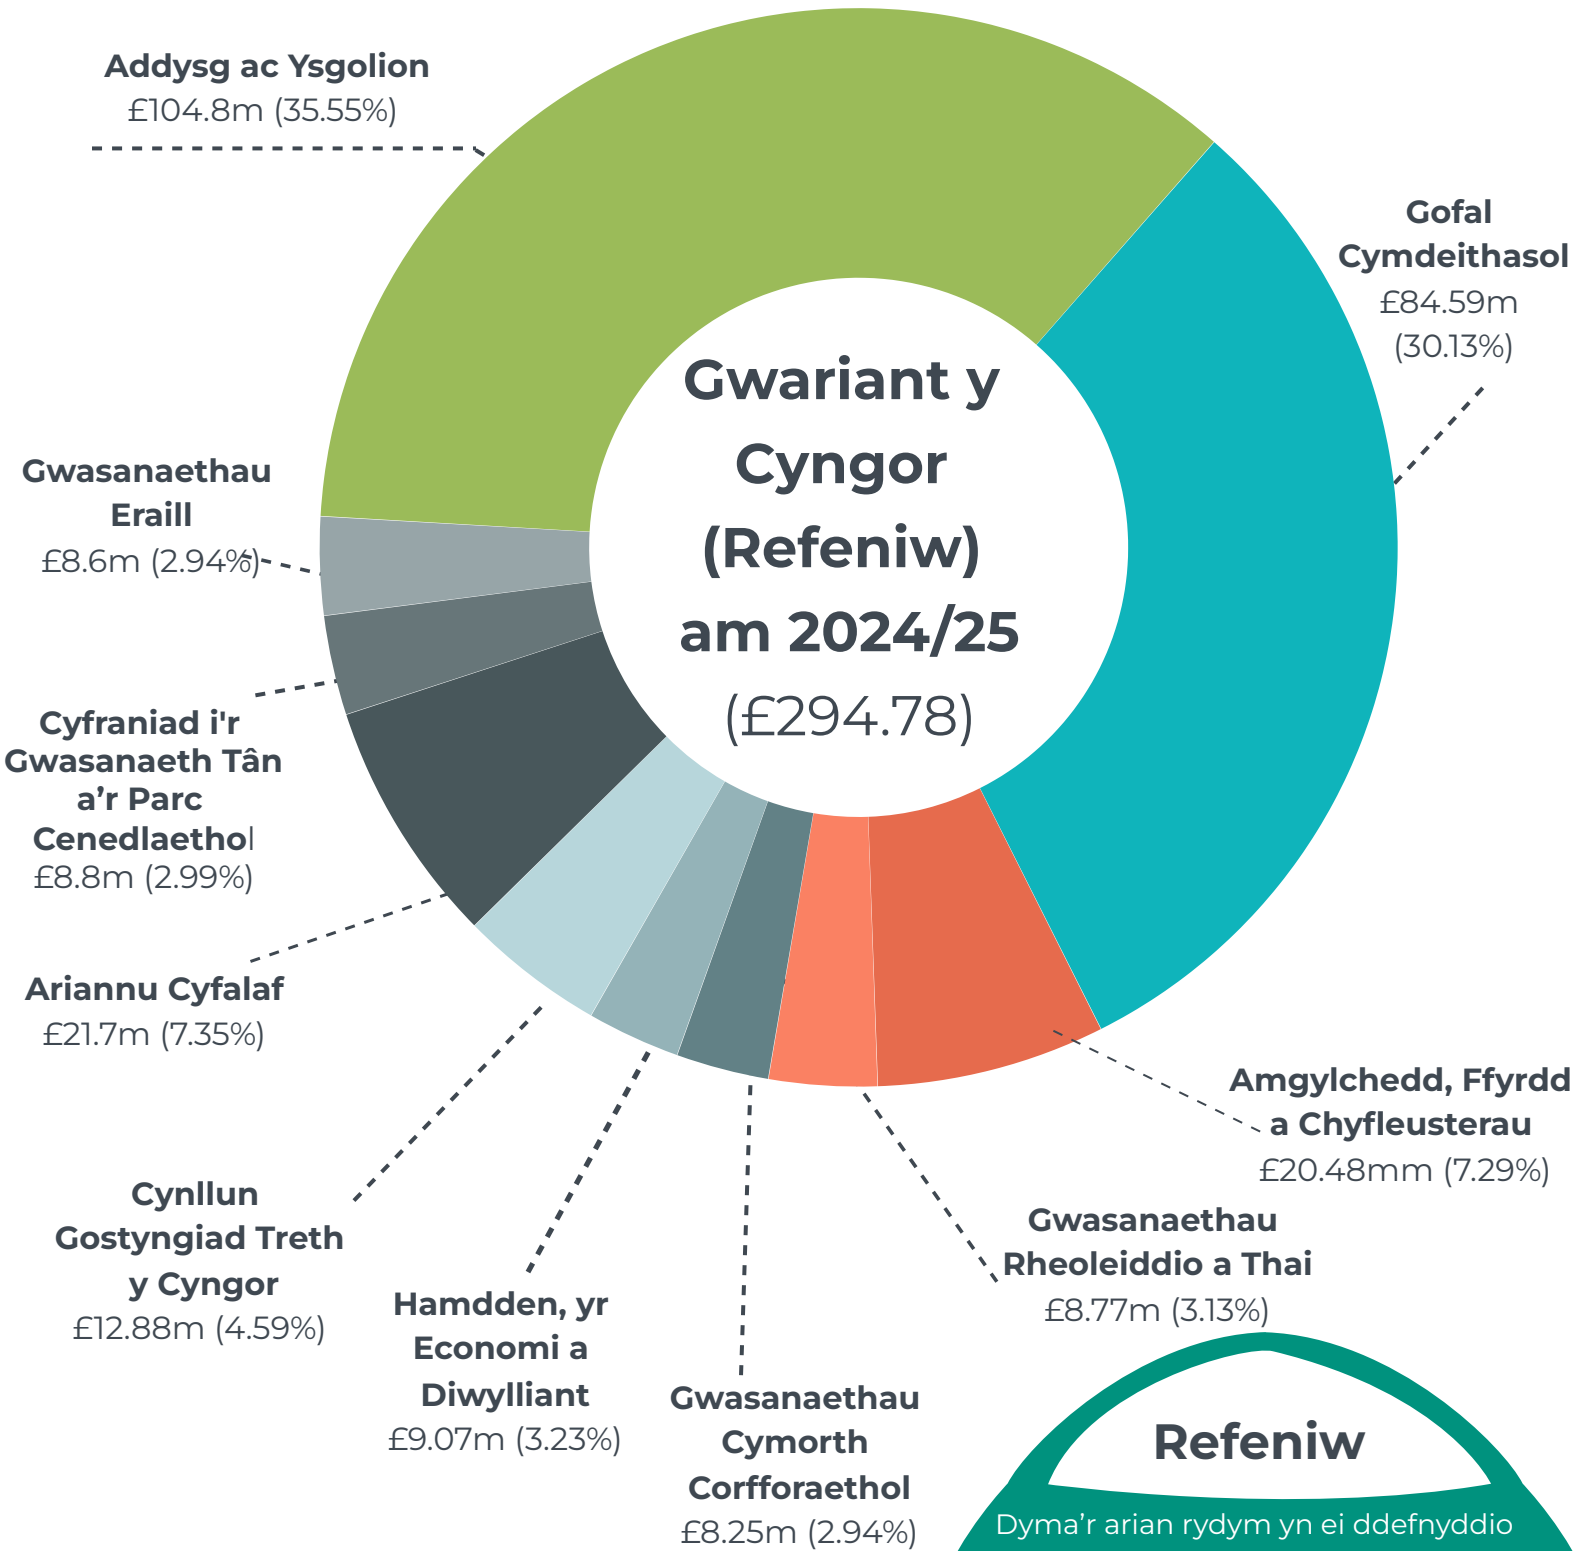 Addysg ac Ysgolion
£104.8m (35.55%)
Gofal
Cymdeithasol
£84.59m
(30.13%)
Gwariant y
Cyngor
(Refeniw)
am 2024/25
(£294.78)
Gwasanaethau
Eraill
£8.6m (2.94%)
Cyfraniad i'r
Gwasanaeth Tân
a’r Parc
Cenedlaethol
£8.8m (2.99%)
Ariannu Cyfalaf
£21.7m (7.35%)
Cynllun
Gostyngiad Treth
y Cyngor
£12.88m (4.59%)
Hamdden, yr
Economi a
Diwylliant
£9.07m (3.23%)
Gwasanaethau
Cymorth
Corfforaethol
£8.25m (2.94%)
Gwasanaethau
Rheoleiddio a Thai
£8.77m (3.13%)
Amgylchedd, Ffyrdd
a Chyfleusterau
£20.48mm (7.29%)
Refeniw
Dyma’r arian rydym yn ei ddefnyddio